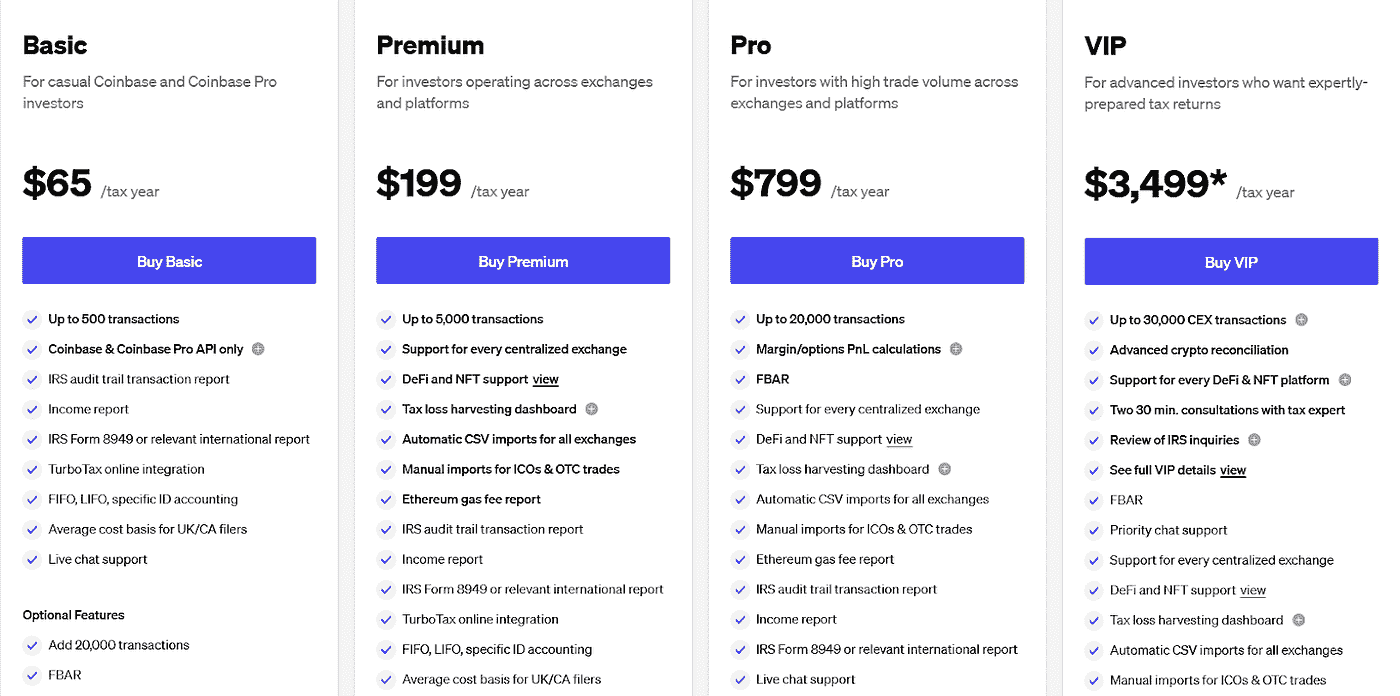 Basic
For casual Coinbase and Coinbase Pro
investors
$65 /tax year
Buy Basic
Up to 500 transactions
Coinbase & Coinbase Pro API only
IRS audit trail transaction report
Income report
IRS Form 8949 or relevant international report
TurboTax online integration
FIFO, LIFO, specific ID accounting
Average cost basis for UK/CA filers
Live chat support
Optional Features
Add 20,000 transactions
FBAR
Premium
For investors operating across exchanges
and platforms
$199 /tax year
Buy Premium
Up to 5,000 transactions
Support for every centralized exchange
DeFi and NFT support view
Tax loss harvesting dashboard
Automatic CSV imports for all exchanges
Manual imports for ICOs & OTC trades
Ethereum gas fee report
IRS audit trail transaction report
Income report
IRS Form 8949 or relevant international report
TurboTax online integration
FIFO, LIFO, specific ID accounting
Average cost basis for UK/CA filers
Pro
For investors with high trade volume across
exchanges and platforms
$799 /tax year
Buy Pro
Up to 20,000 transactions
Margin/options PnL calculations
FBAR
Support for every centralized exchange
DeFi and NFT support view
Tax loss harvesting dashboard
Automatic CSV imports for all exchanges
Manual imports for ICOs & OTC trades
Ethereum gas fee report
IRS audit trail transaction report
Income report
IRS Form 8949 or relevant international report
Live chat support
VIP
For advanced investors who want expertly-
prepared tax returns
$3,499* /tax year
Buy VIP
Up to 30,000 CEX transactions
Advanced crypto reconciliation
Support for every DeFi & NFT platform
Two 30 min. consultations with tax expert
Review of IRS inquiries
See full VIP details view
FBAR
Priority chat support
Support for every centralized exchange
DeFi and NFT support view
Tax loss harvesting dashboard
Automatic CSV imports for all exchanges
Manual imports for ICOs & OTC trades